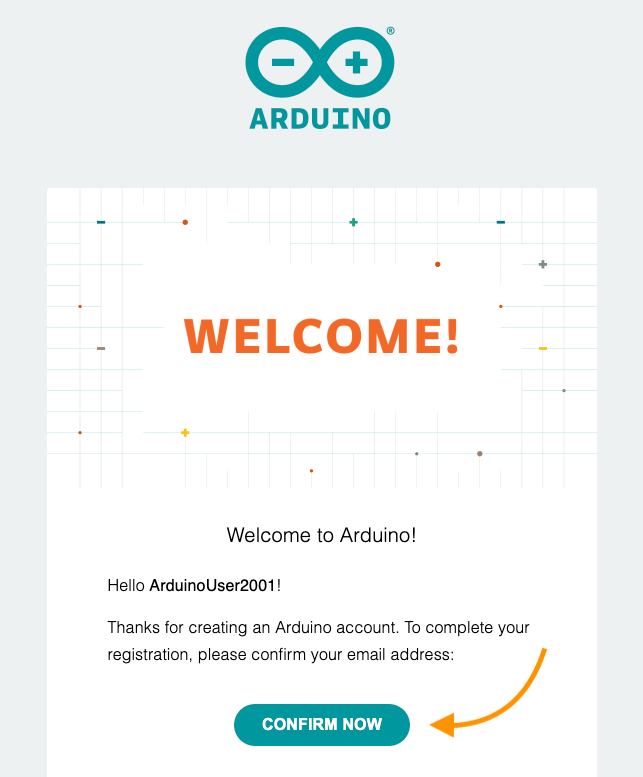 ARDUINO
®
WELCOME!
Welcome to Arduino!
Hello ArduinoUser2001!
Thanks for creating an Arduino account. To complete your
registration, please confirm your email address:
CONFIRM NOW